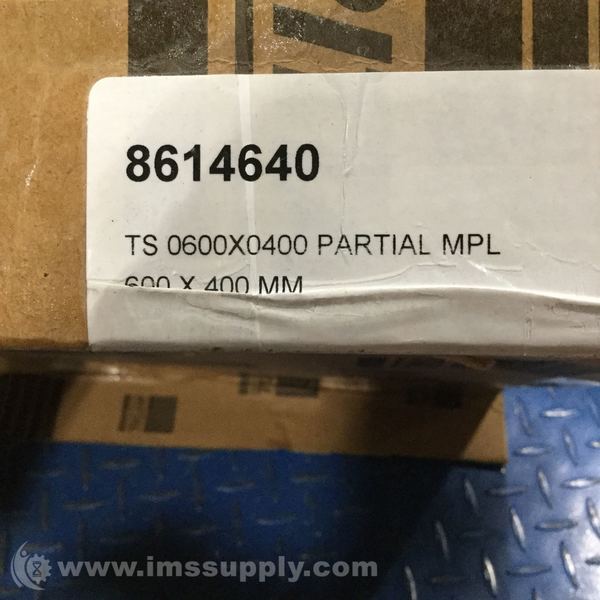 8614640
TS 0600X0400 PARTIAL MPL
600 X 400 MM
www.imssupply.com